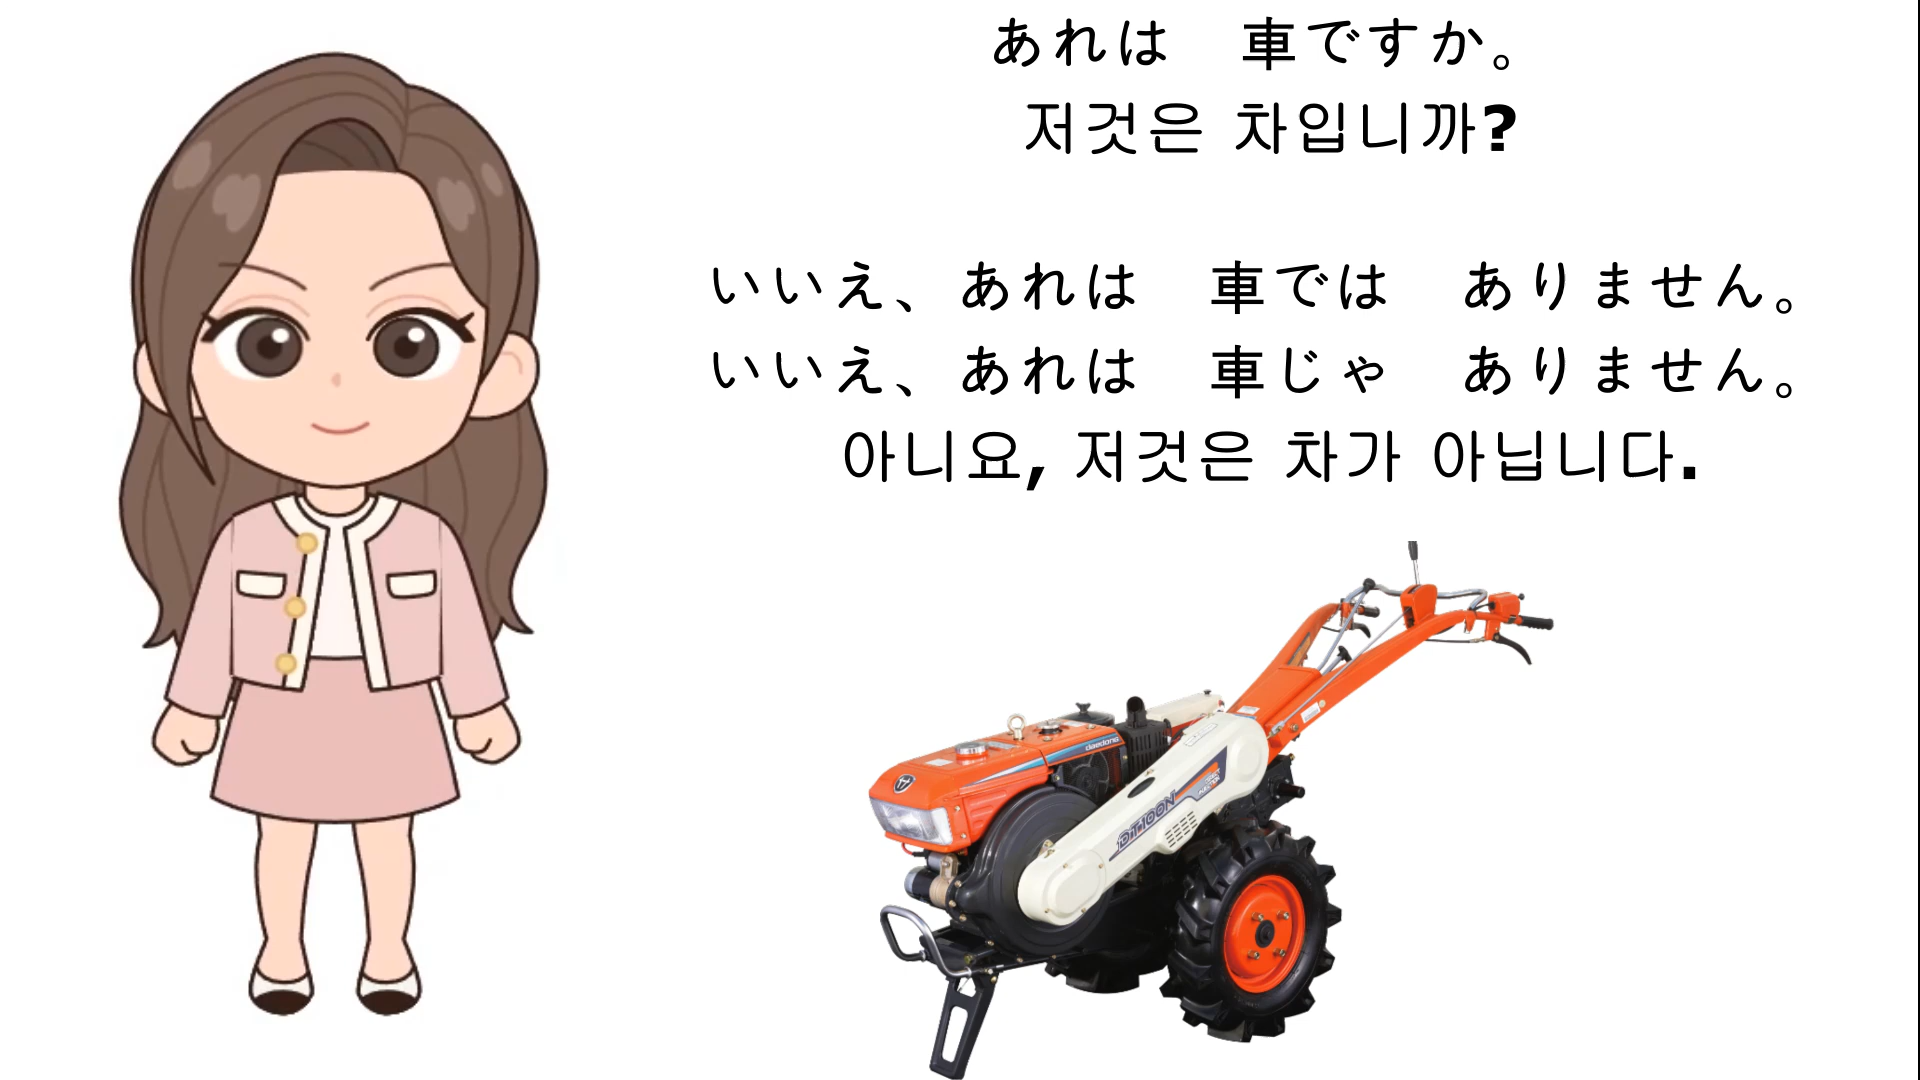 あれは　車ですか。
저것은 차입니까?
いいえ、あれは　車では　ありません。
いいえ、あれは　車じゃ　ありません。
아니요, 저것은 차가 아닙니다.
daedong
DT100N